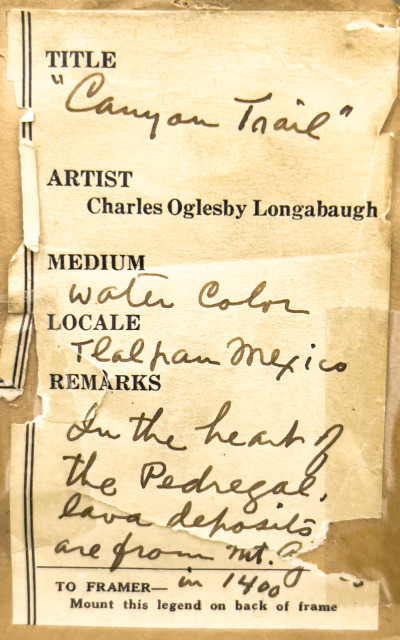 TITLE
"Canyon Trail"
ARTIST
Charles Oglesby Longabaugh
MEDIUM
water Color
LOCALE
Tlalpan Mexico
REMARKS
In the heart of
the Pedregal.
lava deposits
are from Mt.
in 1400
TO FRAMER—
Mount this legend on back of frame